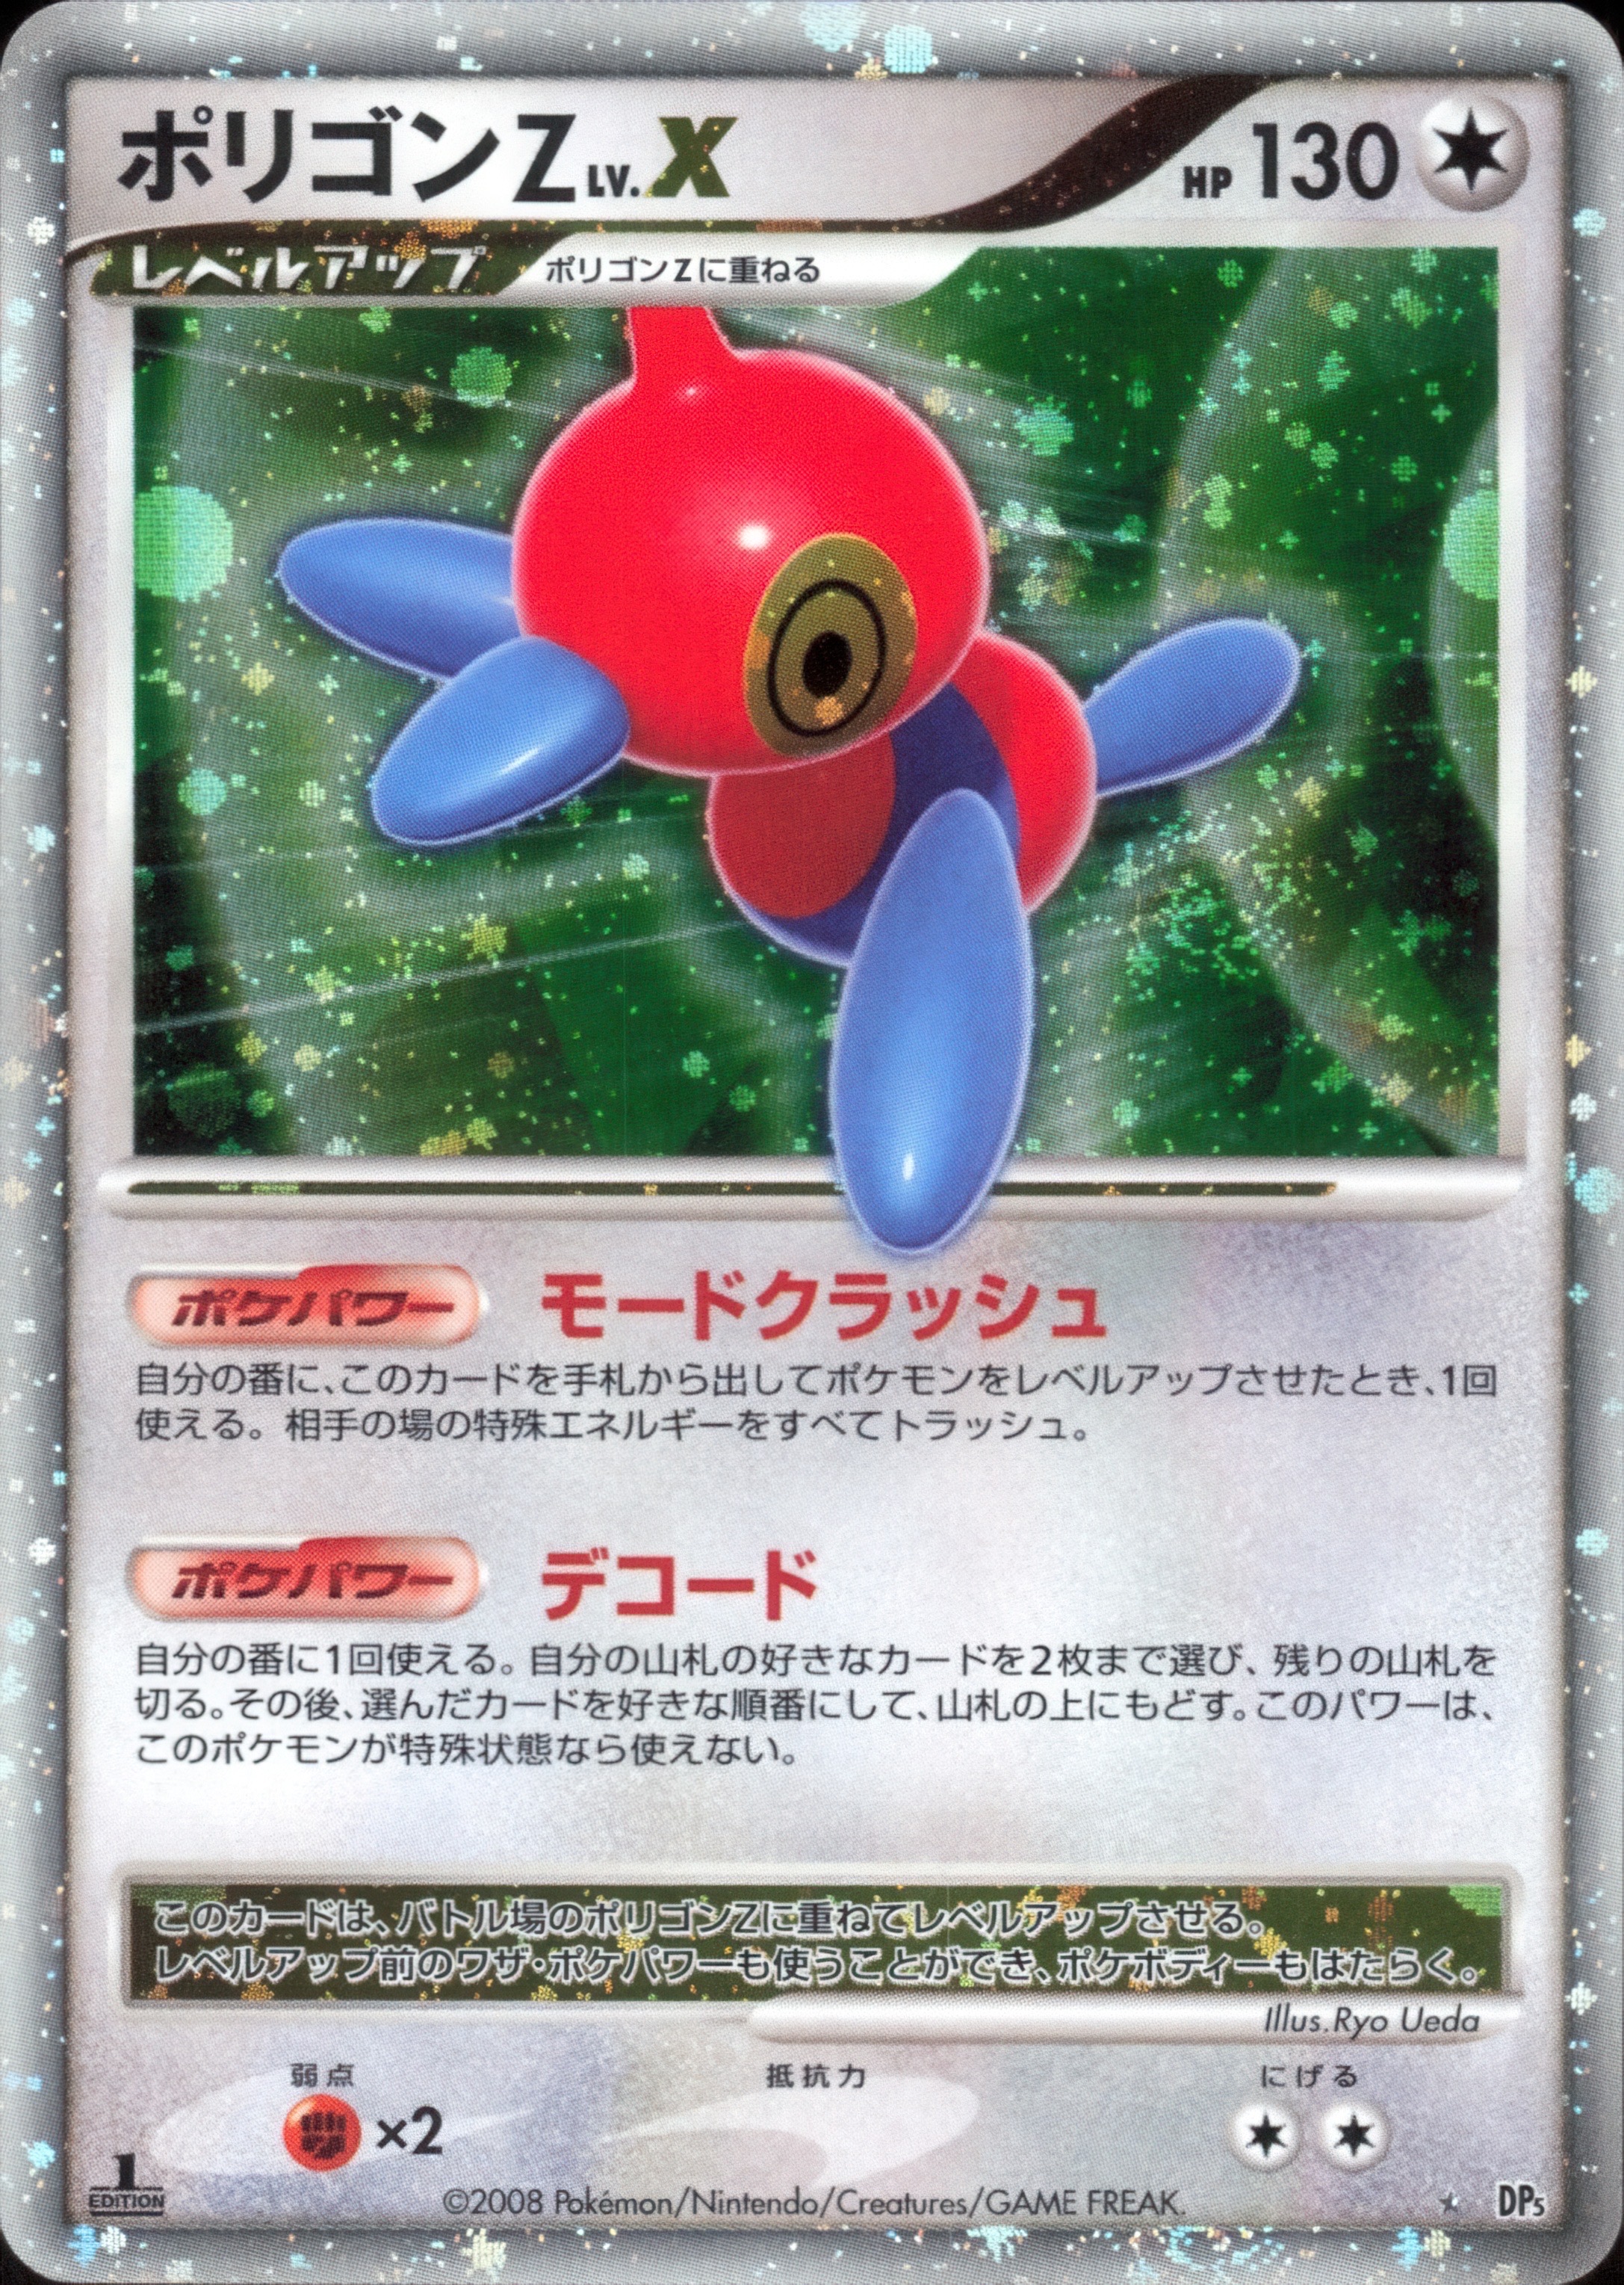 ポリゴンZ LV.X HP 130
レベルアップ ポリゴンZに重ねる
ポケパワー モードクラッシュ
自分の番に、このカードを手札から出してポケモンをレベルアップさせたとき、1回
使える。相手の場の特殊エネルギーをすべてトラッシュ。
ポケパワー デコード
自分の番に1回使える。自分の山札の好きなカードを2枚まで選び、残りの山札を
切る。その後、選んだカードを好きな順番にして、山札の上にもどす。このパワーは、
このポケモンが特殊状態なら使えない。
このカードは、バトル場のポリゴンZに重ねてレベルアップさせる。
レベルアップ前のワザ・ポケパワーも使うことができ、ポケボディーもはたらく。
Illus.Ryo Ueda
弱点 抵抗力 にげる
×2
1 EDITION
©2008 Pokémon/Nintendo/Creatures/GAME FREAK.
★ DP5